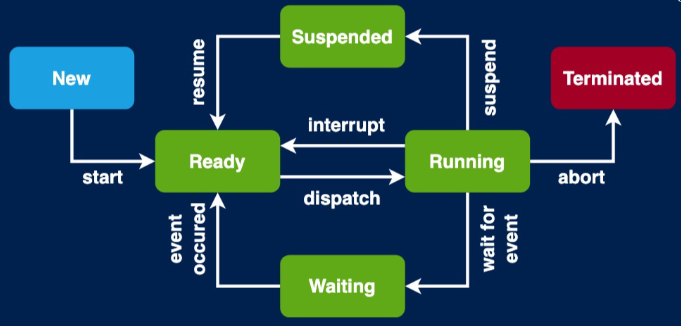 Suspended
resume
suspend
New
Terminated
interrupt
Ready
Running
start
dispatch
abort
event
occured
wait for
event
Waiting